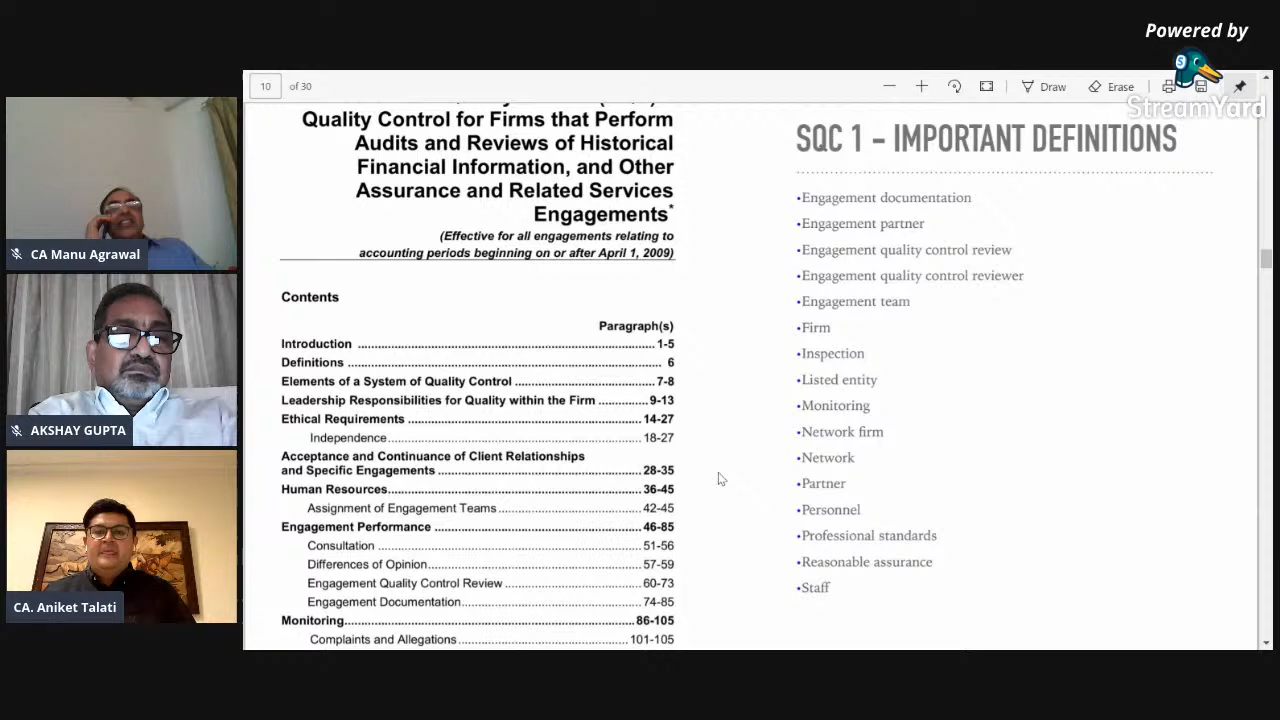 Powered by
StreamYard
10 of 30
Draw
Erase
Quality Control for Firms that Perform
Audits and Reviews of Historical
Financial Information, and Other
Assurance and Related Services
Engagements*
(Effective for all engagements relating to
accounting periods beginning on or after April 1, 2009)
Contents
Paragraph(s)
Introduction ........ 1-5
Definitions ........ 6
Elements of a System of Quality Control ........ 7-8
Leadership Responsibilities for Quality within the Firm ........ 9-13
Ethical Requirements ........ 14-27
Independence ........ 18-27
Acceptance and Continuance of Client Relationships
and Specific Engagements ........ 28-35
Human Resources ........ 36-45
Assignment of Engagement Teams ........ 42-45
Engagement Performance ........ 46-85
Consultation ........ 51-56
Differences of Opinion ........ 57-59
Engagement Quality Control Review ........ 60-73
Engagement Documentation ........ 74-85
Monitoring ........ 86-105
Complaints and Allegations ........ 101-105
SQC 1 – IMPORTANT DEFINITIONS
•Engagement documentation
•Engagement partner
•Engagement quality control review
•Engagement quality control reviewer
•Engagement team
•Firm
•Inspection
•Listed entity
•Monitoring
•Network firm
•Network
•Partner
•Personnel
•Professional standards
•Reasonable assurance
•Staff
CA Manu Agrawal
AKSHAY GUPTA
CA. Aniket Talati